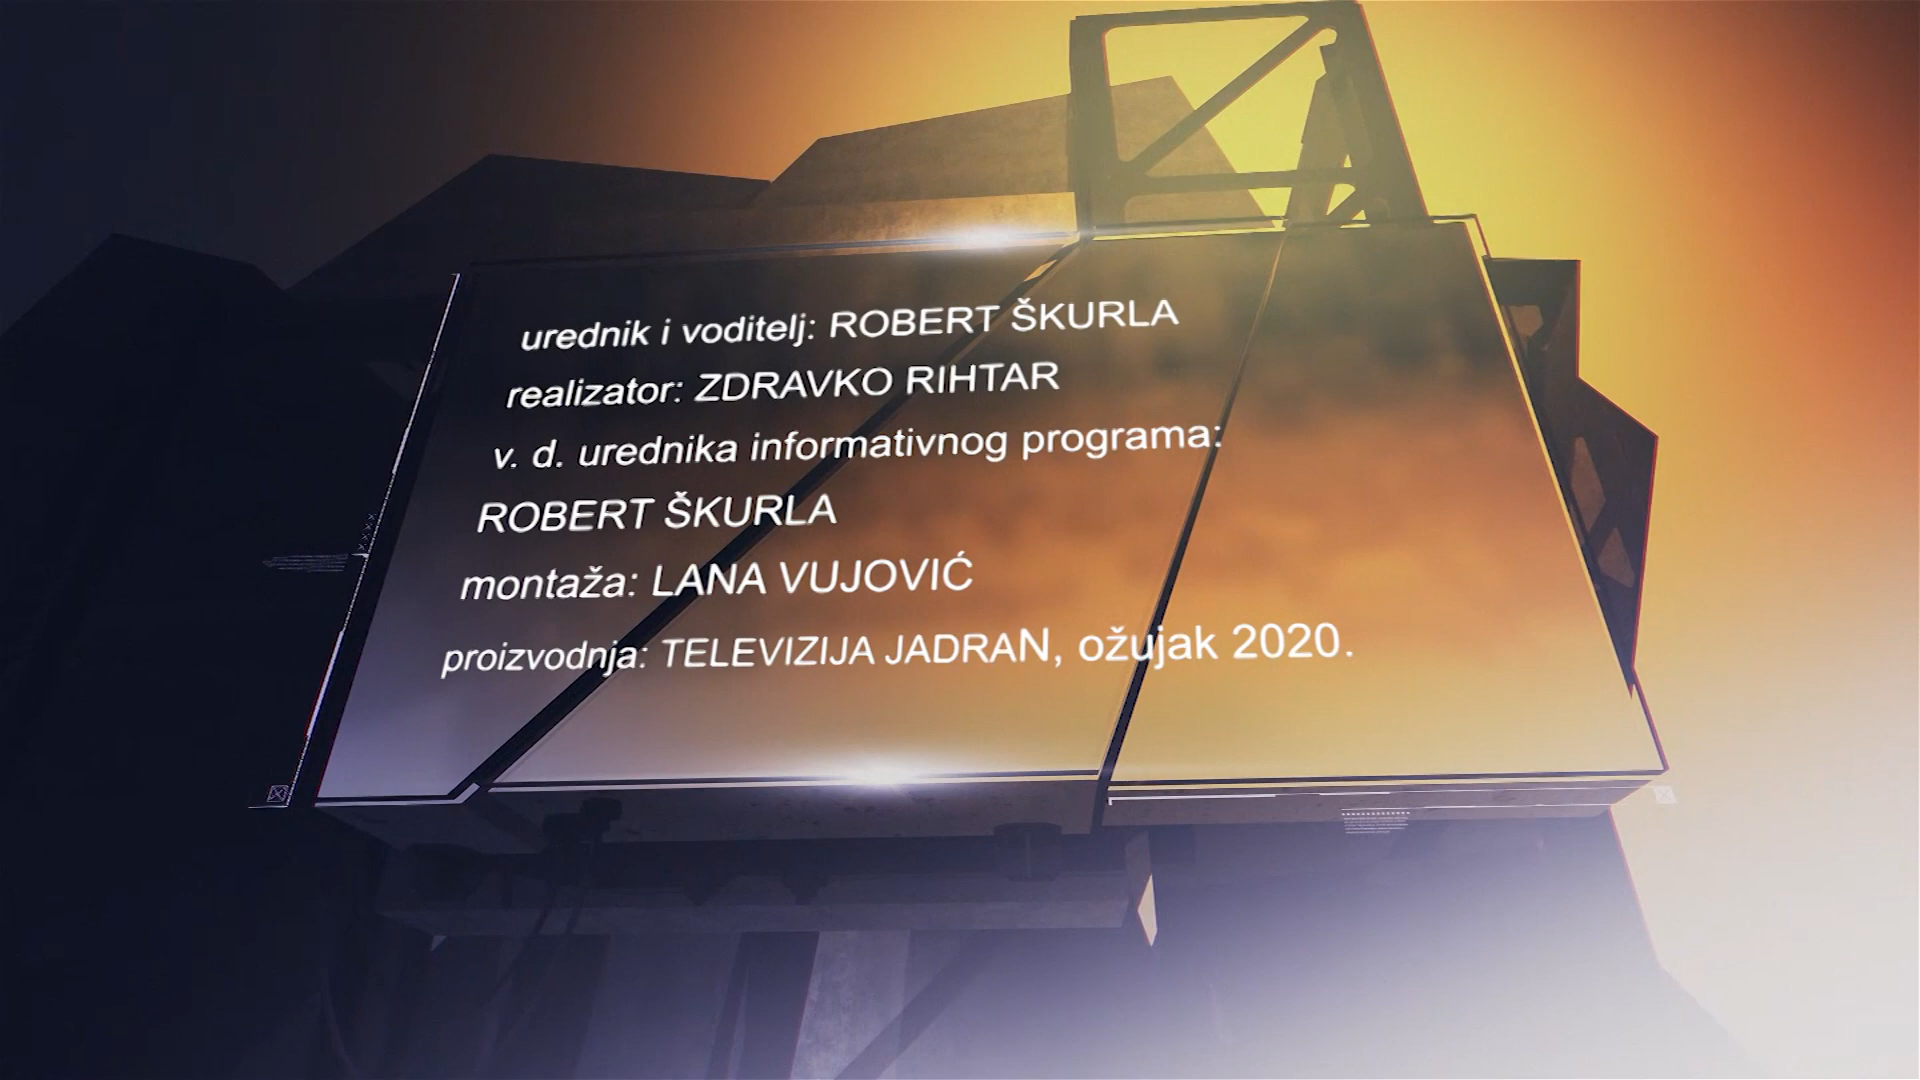 urednik i voditelj: ROBERT ŠKURLA
realizator: ZDRAVKO RIHTAR
v. d. urednika informativnog programa:
ROBERT ŠKURLA
montaža: LANA VUJOVIĆ
proizvodnja: TELEVIZIJA JADRAN, ožujak 2020.